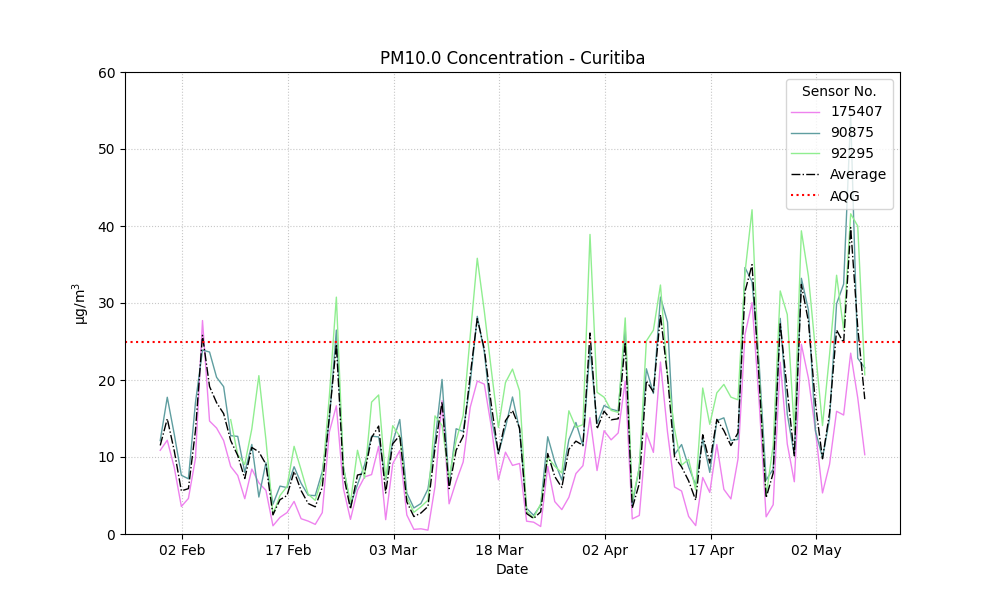 PM10.0 Concentration - Curitiba
Sensor No.
175407
90875
92295
Average
AQG
60
50
40
30
20
10
0
µg/m³
02 Feb
17 Feb
03 Mar
18 Mar
02 Apr
17 Apr
02 May
Date